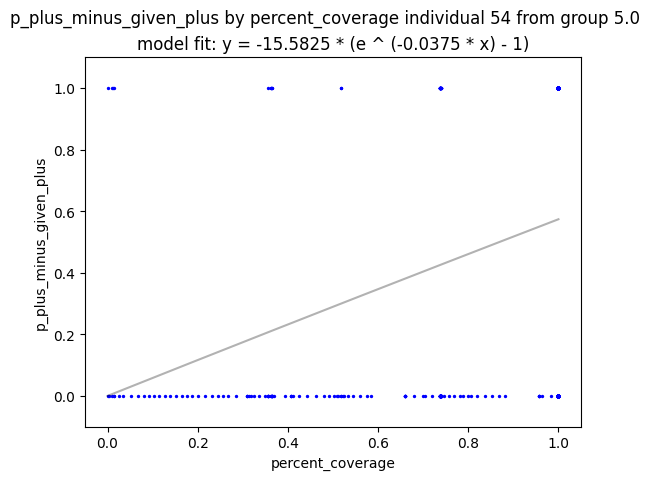 p_plus_minus_given_plus by percent_coverage individual 54 from group 5.0
model fit: y = -15.5825 * (e ^ (-0.0375 * x) - 1)
1.0
0.8
0.6
0.4
0.2
0.0
p_plus_minus_given_plus
0.0 0.2 0.4 0.6 0.8 1.0
percent_coverage